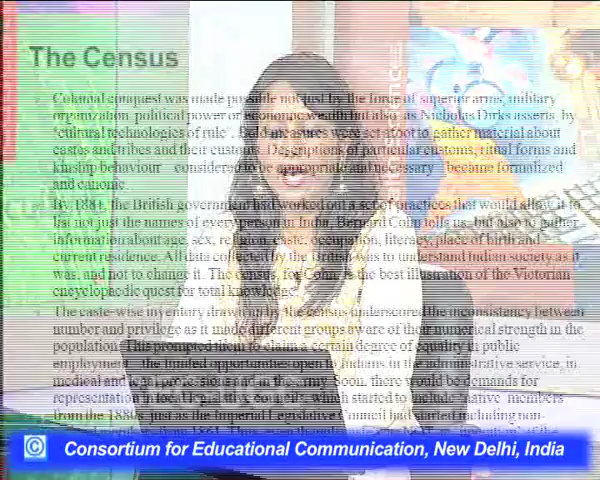 The Census
Colonial conquest was made possible not just by the force of superior arms, military
organization, political power or economic wealth but also, as Nicholas Dirks asserts, by
'cultural technologies of rule'. Bold measures were set afoot to gather material about
castes and tribes and their customs. Descriptions of particular customs, ritual forms and
kinship behaviour considered to be appropriate and necessary became formalized
and canonic.
By 1881, the British government had worked out a set of practices that would allow it to
list not just the names of every person in India, Bernard Cohn tells us, but also to gather
information about age, sex, religion, caste, occupation, literacy, place of birth and
current residence. All data collected by the British was to understand Indian society as it
was, and not to change it. The census, for Cohn, is the best illustration of the Victorian
encyclopaedic quest for total knowledge.
The caste-wise inventory drawn up by the census underscored the inconsistency between
number and privilege as it made different groups aware of their numerical strength in the
population. This prompted them to claim a certain degree of equality in public
employment the limited opportunities open to Indians in the administrative service, in
medical and legal professions and in the army. Soon, there would be demands for
representation in local legislative councils, which started to include 'native' members
from the 1880s, just as the Imperial Legislative Council had started including non-
© Consortium for Educational Communication, New Delhi, India